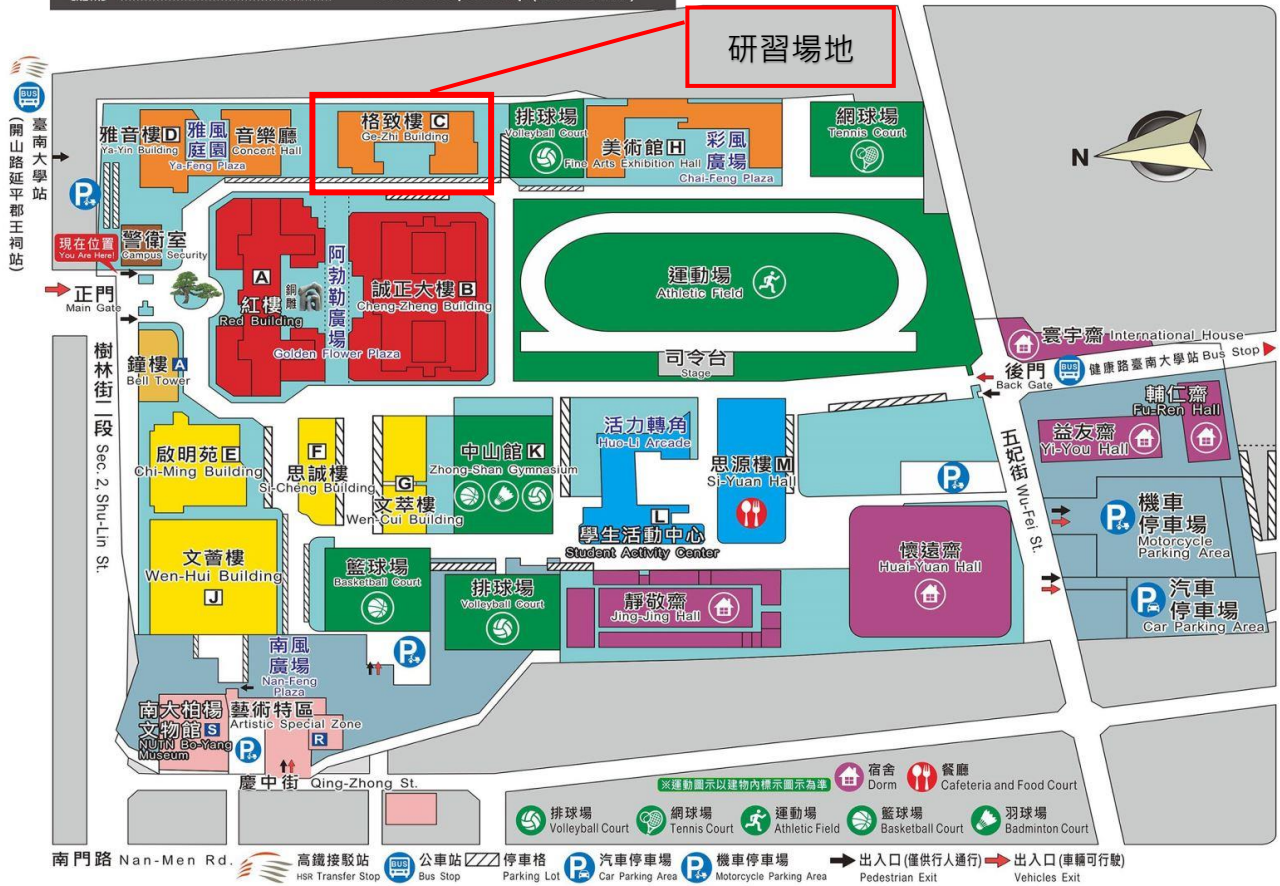 研習場地
臺南大學站
(開山路延平郡王祠站)
BUS
雅音樓 D
Ya-Yin Building
雅風
庭園
Ya-Feng Plaza
音樂廳
Concert Hall
格致樓 C
Ge-Zhi Building
排球場
Volleyball Court
美術館 H
Fine Arts Exhibition Hall
彩風
廣場
Chai-Feng Plaza
網球場
Tennis Court
N
P
現在位置
You Are Here!
警衛室
Campus Security
正門
Main Gate
A
紅樓
Red Building
銅雕
阿勃勒廣場
Golden Flower Plaza
誠正大樓 B
Cheng-Zheng Building
運動場
Athletic Field
司令台
Stage
寰宇齋 International House
後門
Back Gate
BUS
健康路臺南大學站 Bus Stop
鐘樓 A
Bell Tower
樹林街二段 Sec. 2, Shu-Lin St.
啟明苑 E
Chi-Ming Building
F
思誠樓
Si-Cheng Building
G
文萃樓
Wen-Cui Building
中山館 K
Zhong-Shan Gymnasium
活力轉角
Huo-Li Arcade
思源樓 M
Si-Yuan Hall
L
學生活動中心
Student Activity Center
P
五妃街 Wu-Fei St.
輔仁齋
Fu-Ren Hall
益友齋
Yi-You Hall
P
機車
停車場
Motorcycle
Parking Area
P
汽車
停車場
Car Parking Area
文薈樓
Wen-Hui Building
J
籃球場
Basketball Court
排球場
Volleyball Court
靜敬齋
Jing-Jing Hall
懷遠齋
Huai-Yuan Hall
P
南風
廣場
Nan-Feng
Plaza
南大柏楊
文物館 S
NUTN Bo-Yang
Museum
藝術特區
Artistic Special Zone
R
P
慶中街 Qing-Zhong St.
※運動圖示以建物內標示圖示為準
宿舍
Dorm
餐廳
Cafeteria and Food Court
排球場
Volleyball Court
網球場
Tennis Court
運動場
Athletic Field
籃球場
Basketball Court
羽球場
Badminton Court
南門路 Nan-Men Rd.
高鐵接駁站
HSR Transfer Stop
BUS
公車站
Bus Stop
停車格
Parking Lot
P
汽車停車場
Car Parking Area
P
機車停車場
Motorcycle Parking Area
出入口(僅供行人通行)
Pedestrian Exit
出入口(車輛可行駛)
Vehicles Exit